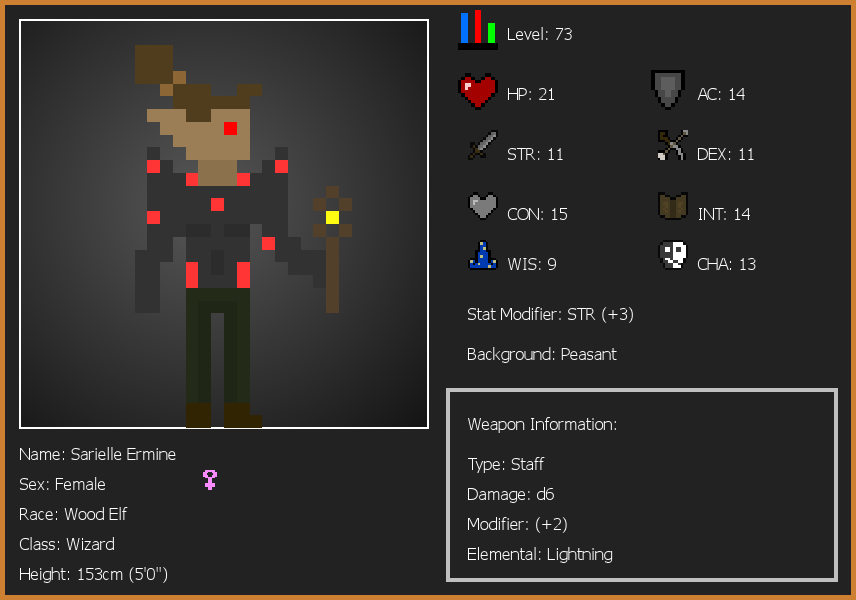 Level: 73
HP: 21
AC: 14
STR: 11
DEX: 11
CON: 15
INT: 14
WIS: 9
CHA: 13
Stat Modifier: STR (+3)
Background: Peasant
Weapon Information:
Type: Staff
Damage: d6
Modifier: (+2)
Elemental: Lightning
Name: Sarielle Ermine
Sex: Female
Race: Wood Elf
Class: Wizard
Height: 153cm (5'0")